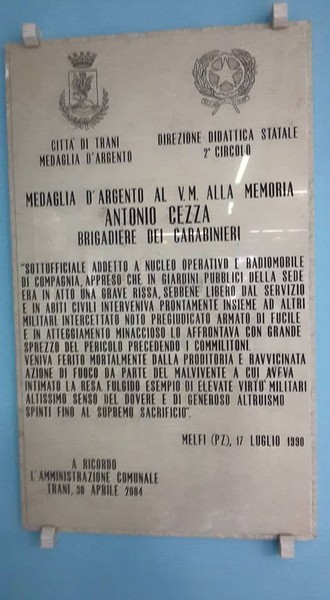 CITTÀ DI TRANI
MEDAGLIA D'ARGENTO
DIREZIONE DIDATTICA STATALE
2° CIRCOLO
MEDAGLIA D'ARGENTO AL V.M. ALLA MEMORIA
ANTONIO CEZZA
BRIGADIERE DEI CARABINIERI
"SOTTUFFICIALE ADDETTO A NUCLEO OPERATIVO E RADIOMOBILE
DI COMPAGNIA, APPRESO CHE IN GIARDINI PUBBLICI DELLA SEDE
ERA IN ATTO UNA GRAVE RISSA, SEBBENE LIBERO DAL SERVIZIO
E IN ABITI CIVILI INTERVENIVA PRONTAMENTE INSIEME AD ALTRI
MILITARI INTERCETTATO NOTO PREGIUDICATO ARMATO DI FUCILE
E IN ATTEGGIAMENTO MINACCIOSO LO AFFRONTAVA CON GRANDE
SPREZZO DEL PERICOLO PRECEDENDO I COMMILITONI.
VENIVA FERITO MORTALMENTE DALLA PRODITORIA E RAVVICINATA
AZIONE DI FUOCO DA PARTE DEL MALVIVENTE A CUI AVEVA
INTIMATO LA RESA FULGIDO ESEMPIO DI ELEVATE VIRTU' MILITARI
ALTISSIMO SENSO DEL DOVERE E DI GENEROSO ALTRUISMO
SPINTI FINO AL SUPREMO SACRIFICIO".
MELFI (PZ), 17 LUGLIO 1990
A RICORDO
L'AMMINISTRAZIONE COMUNALE
TRANI, 30 APRILE 2004